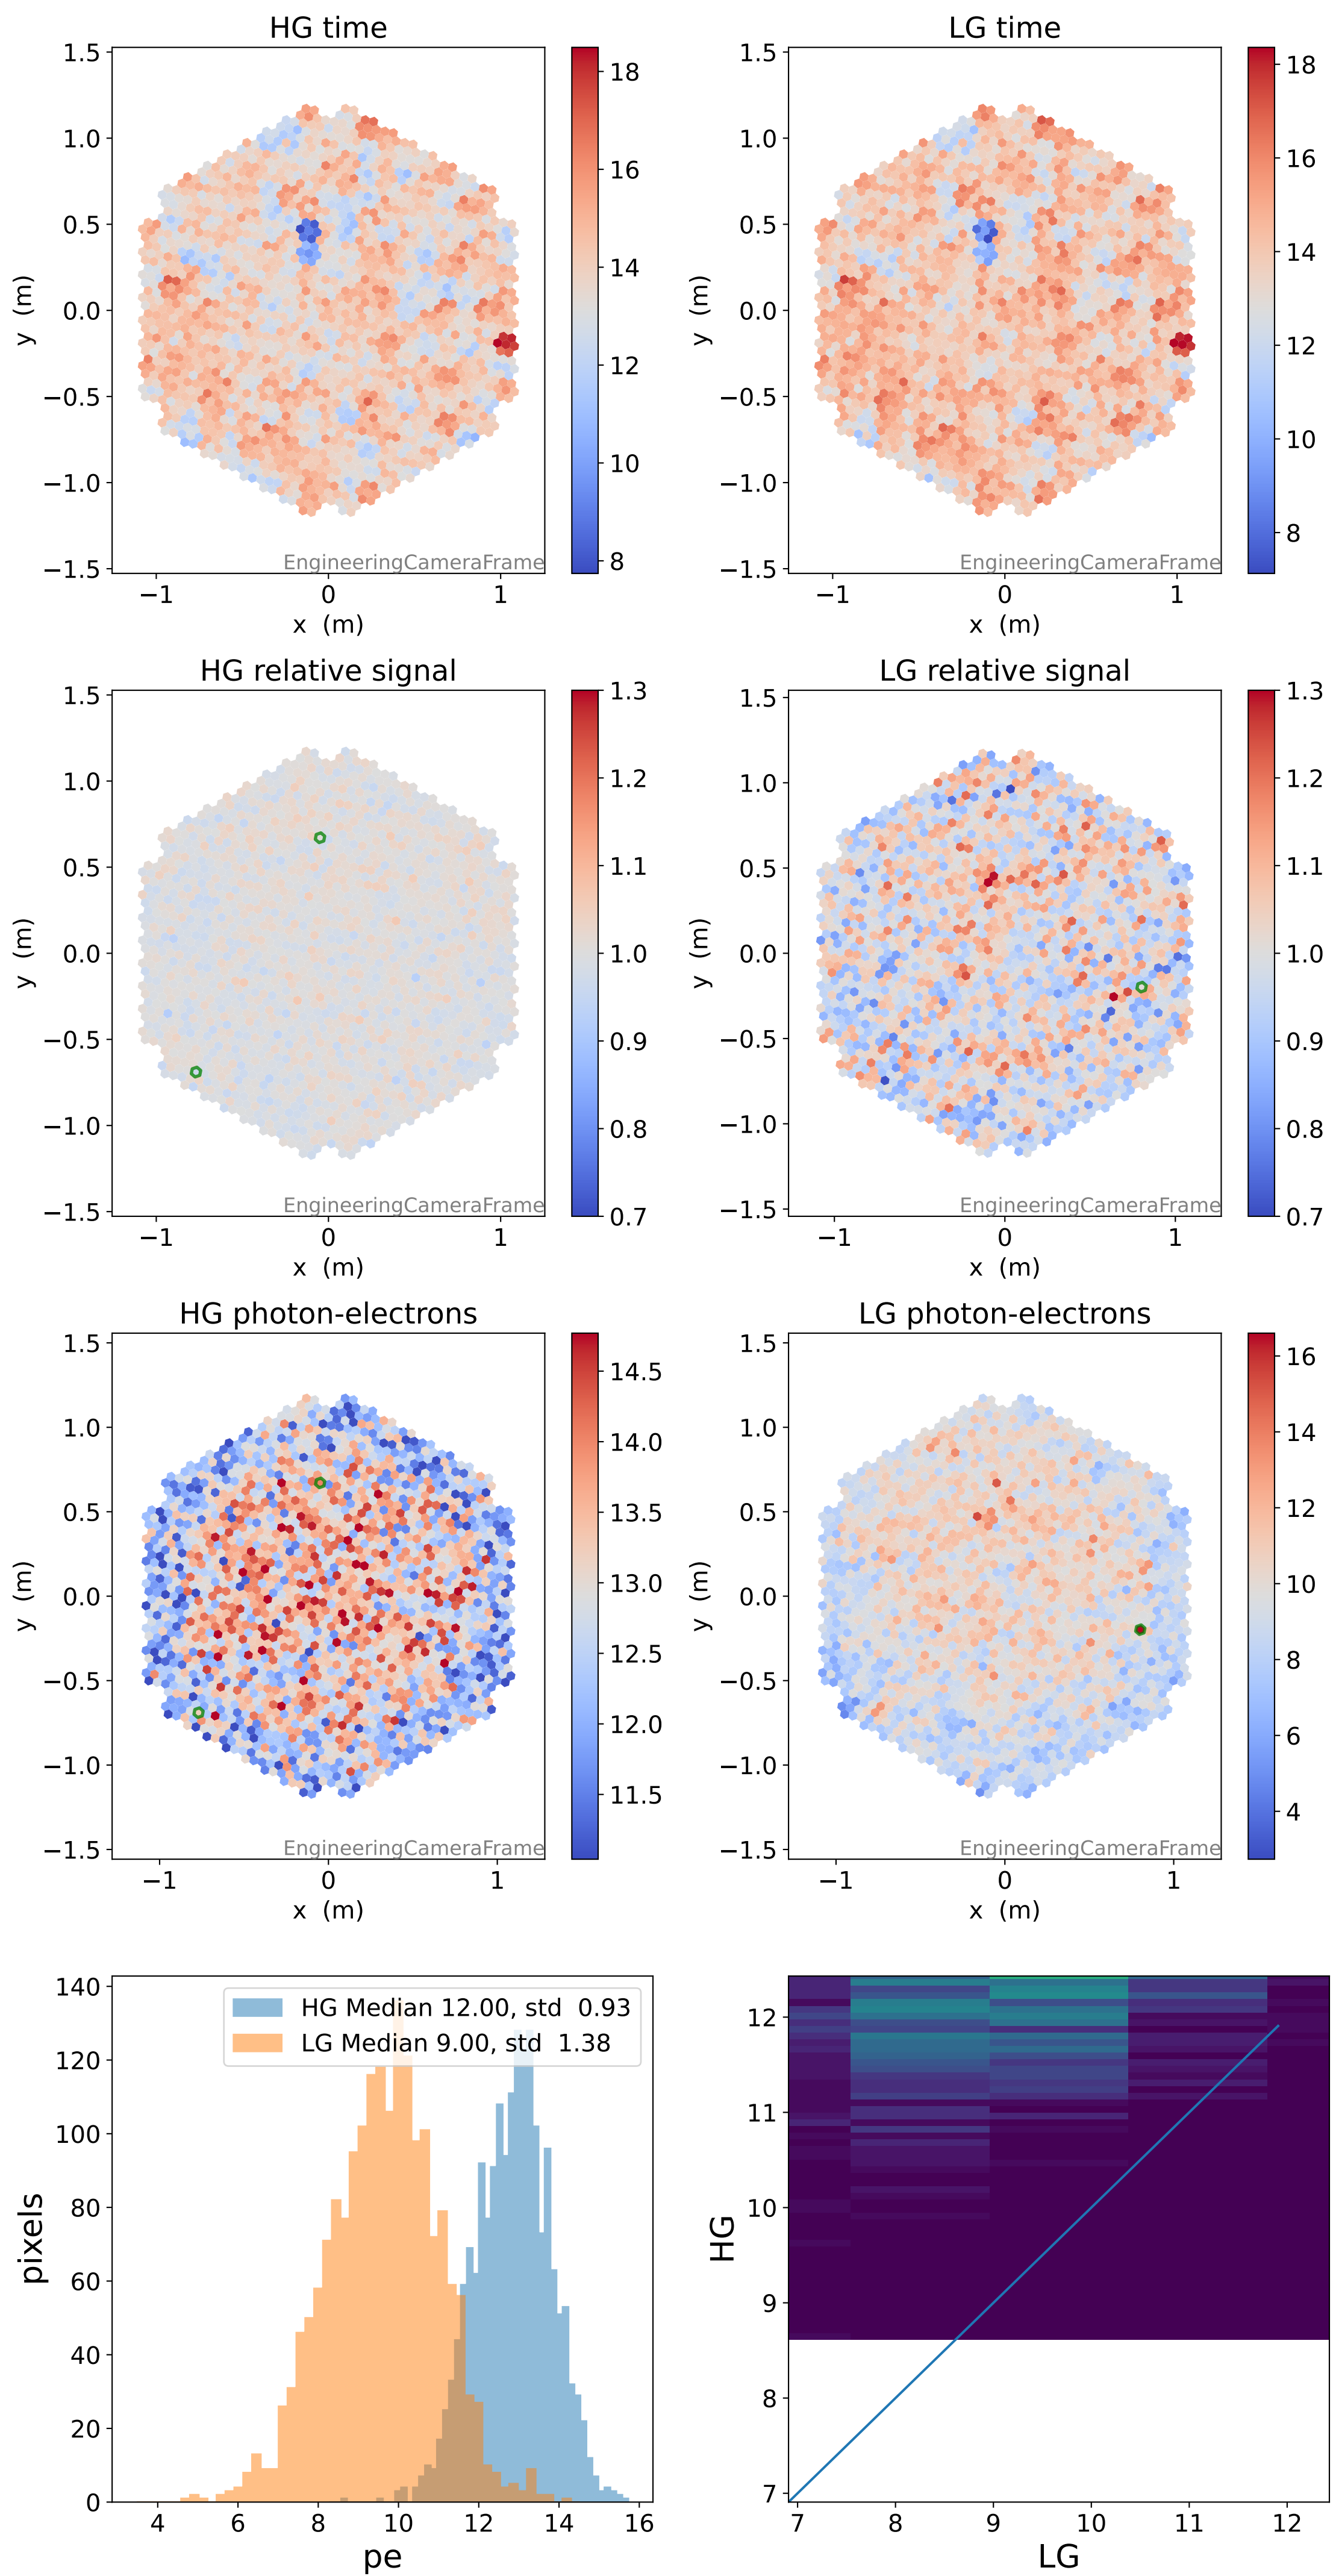 HG time
LG time
1.5
1.0
0.5
0.0
−0.5
−1.0
−1.5
y (m)
−1 0 1
x (m)
EngineeringCameraFrame
18
16
14
12
10
8
1.5
1.0
0.5
0.0
−0.5
−1.0
−1.5
y (m)
−1 0 1
x (m)
EngineeringCameraFrame
18
16
14
12
10
8
HG relative signal
LG relative signal
1.5
1.0
0.5
0.0
−0.5
−1.0
−1.5
y (m)
−1 0 1
x (m)
EngineeringCameraFrame
1.3
1.2
1.1
1.0
0.9
0.8
0.7
1.5
1.0
0.5
0.0
−0.5
−1.0
−1.5
y (m)
−1 0 1
x (m)
EngineeringCameraFrame
1.3
1.2
1.1
1.0
0.9
0.8
0.7
HG photon-electrons
LG photon-electrons
1.5
1.0
0.5
0.0
−0.5
−1.0
−1.5
y (m)
−1 0 1
x (m)
EngineeringCameraFrame
14.5
14.0
13.5
13.0
12.5
12.0
11.5
1.5
1.0
0.5
0.0
−0.5
−1.0
−1.5
y (m)
−1 0 1
x (m)
EngineeringCameraFrame
16
14
12
10
8
6
4
HG Median 12.00, std 0.93
LG Median 9.00, std 1.38
140
120
100
80
60
40
20
0
pixels
4 6 8 10 12 14 16
pe
12
11
10
9
8
7
HG
7 8 9 10 11 12
LG